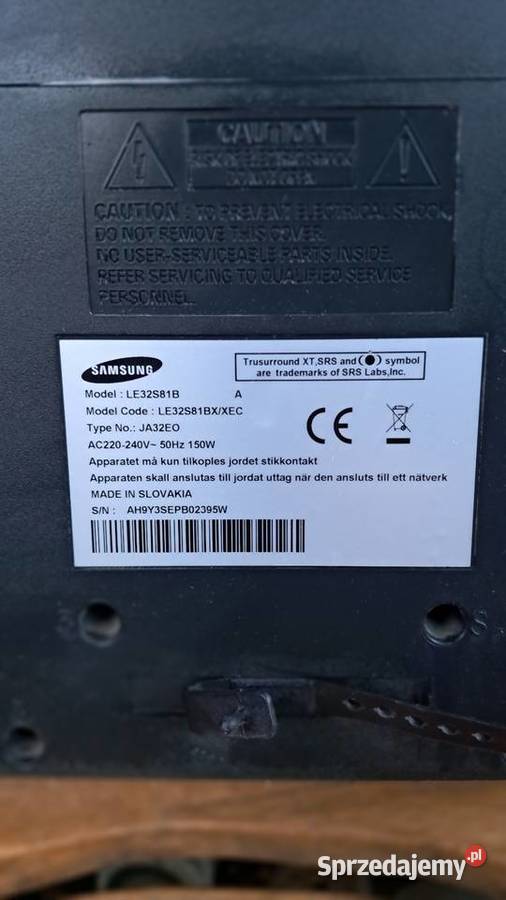 CAUTION
CAUTION : TO PREVENT ELECTRICAL SHOCK,
DO NOT REMOVE THIS COVER.
NO USER-SERVICEABLE PARTS INSIDE.
REFER SERVICING TO QUALIFIED SERVICE
PERSONNEL.
SAMSUNG
Trusurround XT,SRS and (●) symbol
are trademarks of SRS Labs,Inc.
Model : LE32S81B A
Model Code : LE32S81BX/XEC
Type No.: JA32EO
AC220-240V~ 50Hz 150W
CE
Apparatet må kun tilkoples jordet stikkontakt
Apparaten skall anslutas till jordat uttag när den ansluts till ett nätverk
MADE IN SLOVAKIA
S/N : AH9Y3SEPB02395W
Sprzedajemy.pl